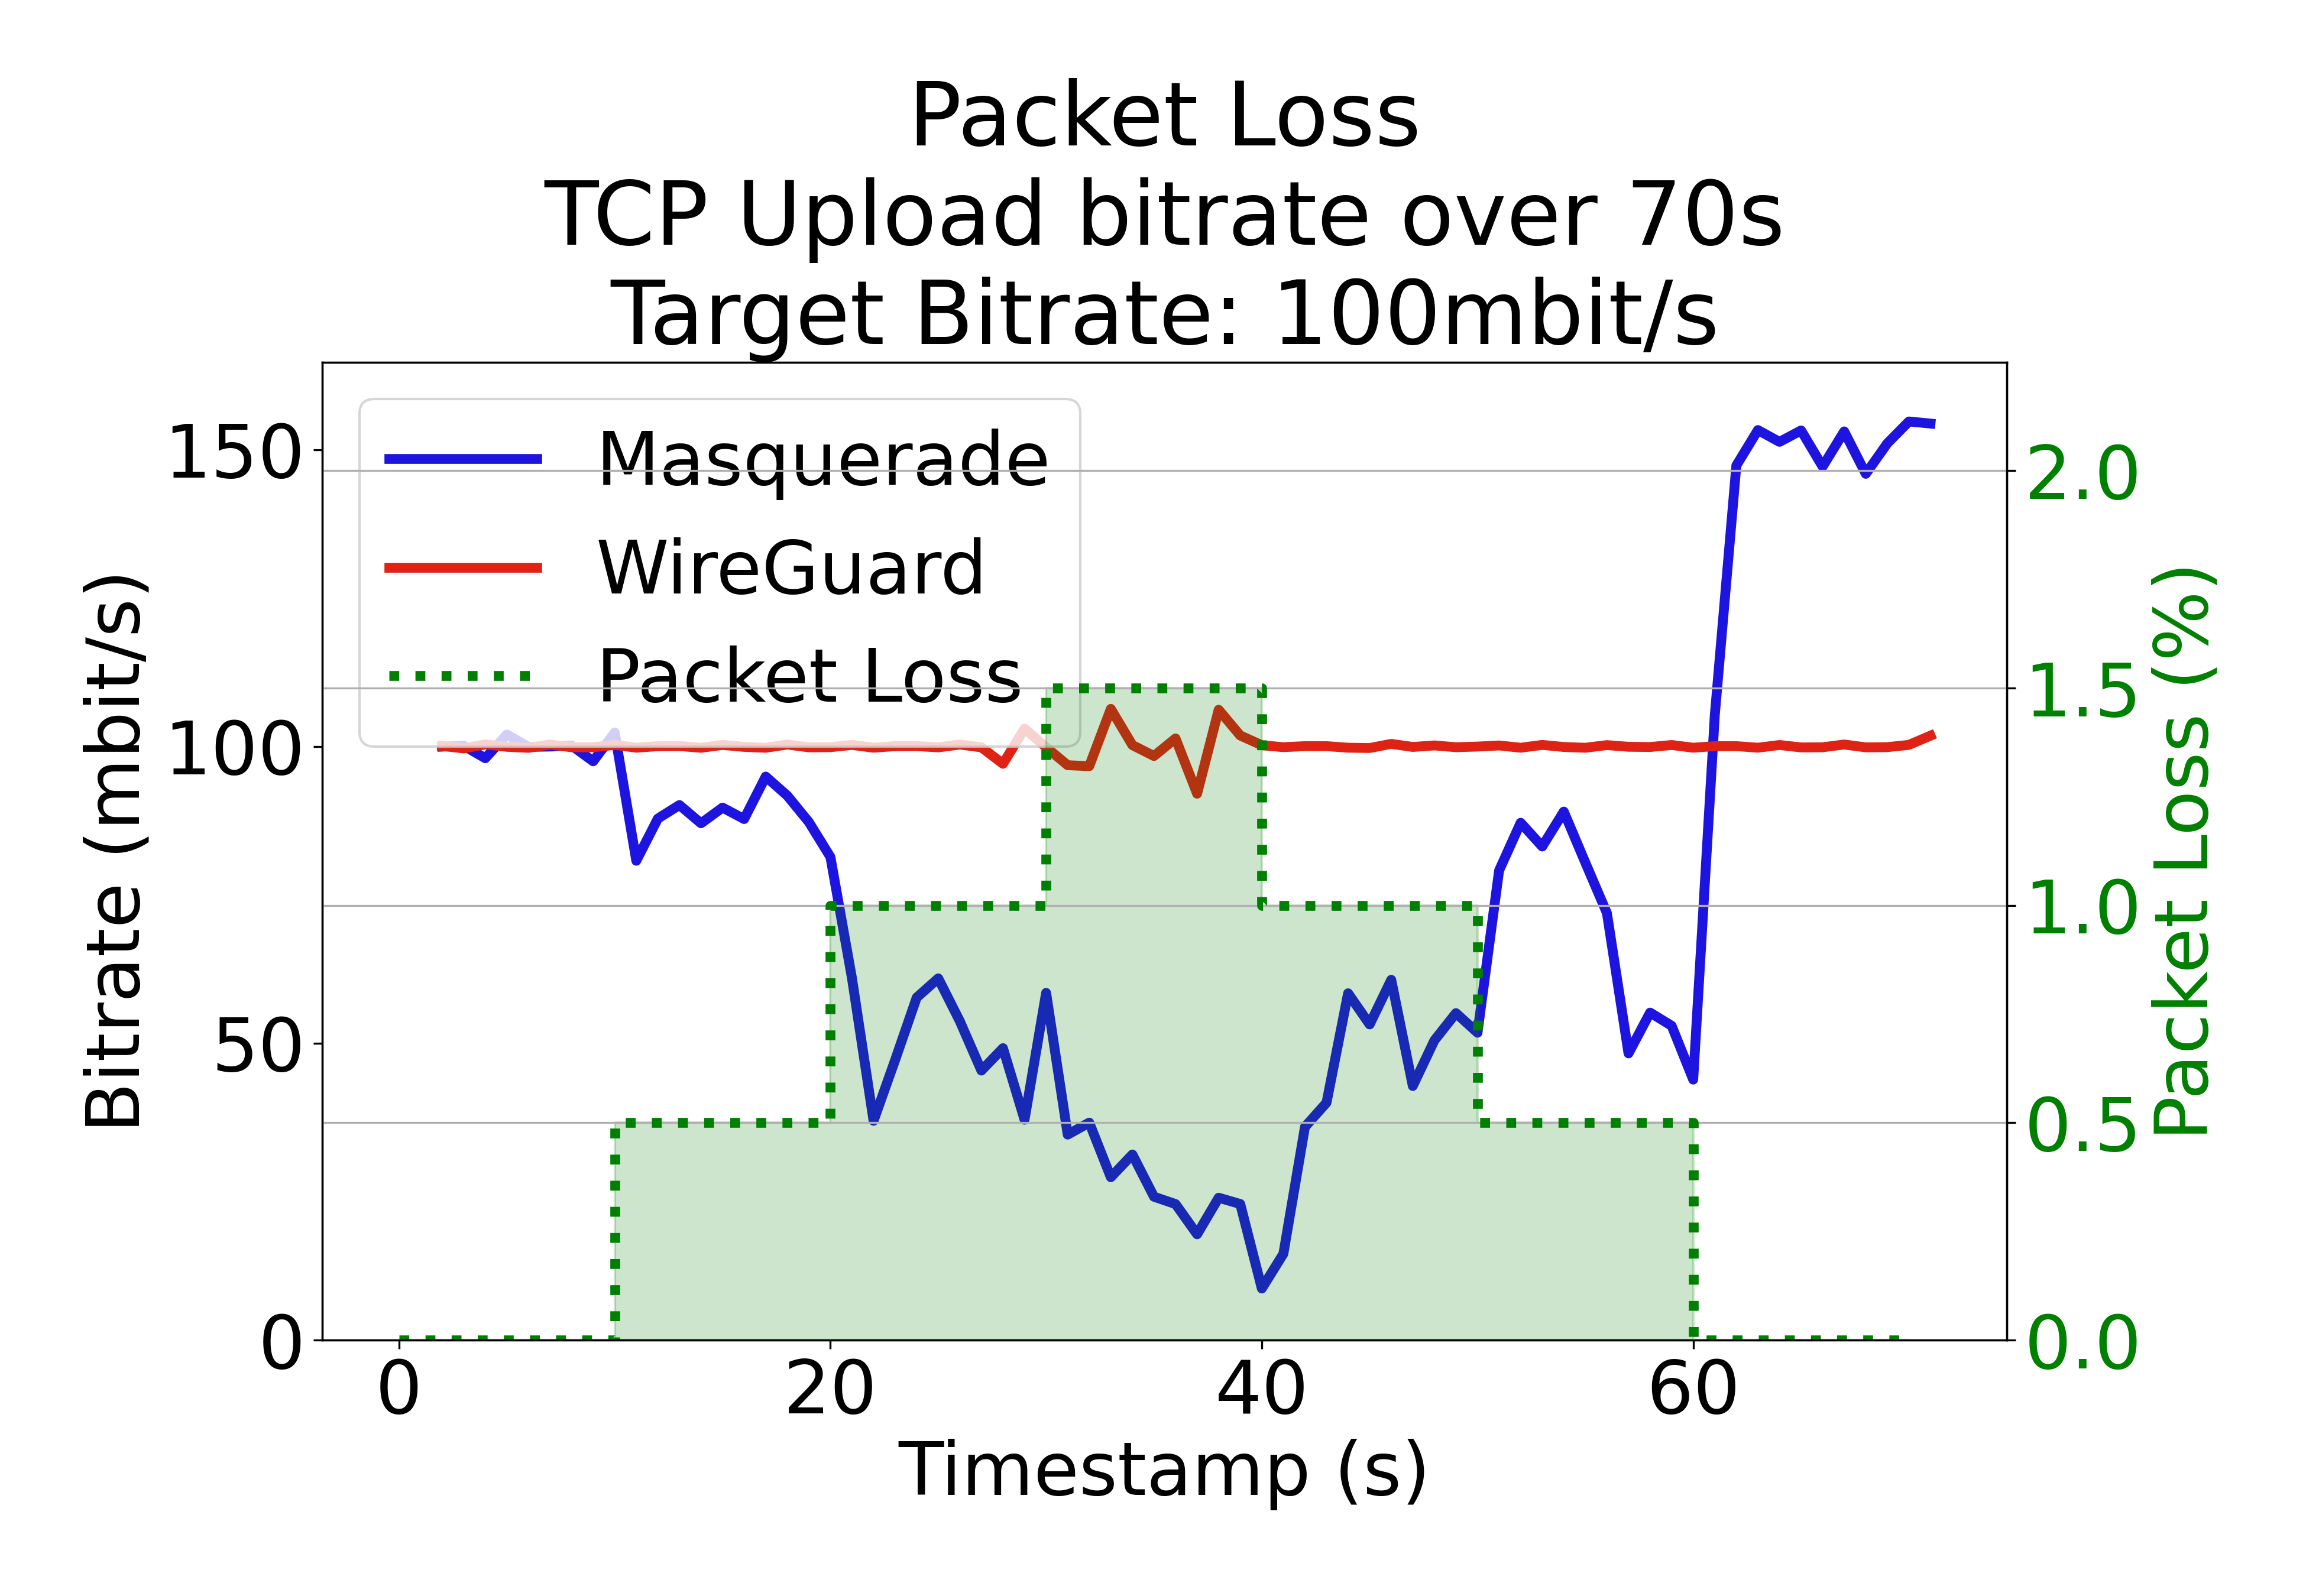 Packet Loss
TCP Upload bitrate over 70s
Target Bitrate: 100mbit/s
Masquerade
WireGuard
Packet Loss
150
100
50
0
Bitrate (mbit/s)
2.0
1.5
1.0
0.5
0.0
Packet Loss (%)
0 20 40 60
Timestamp (s)